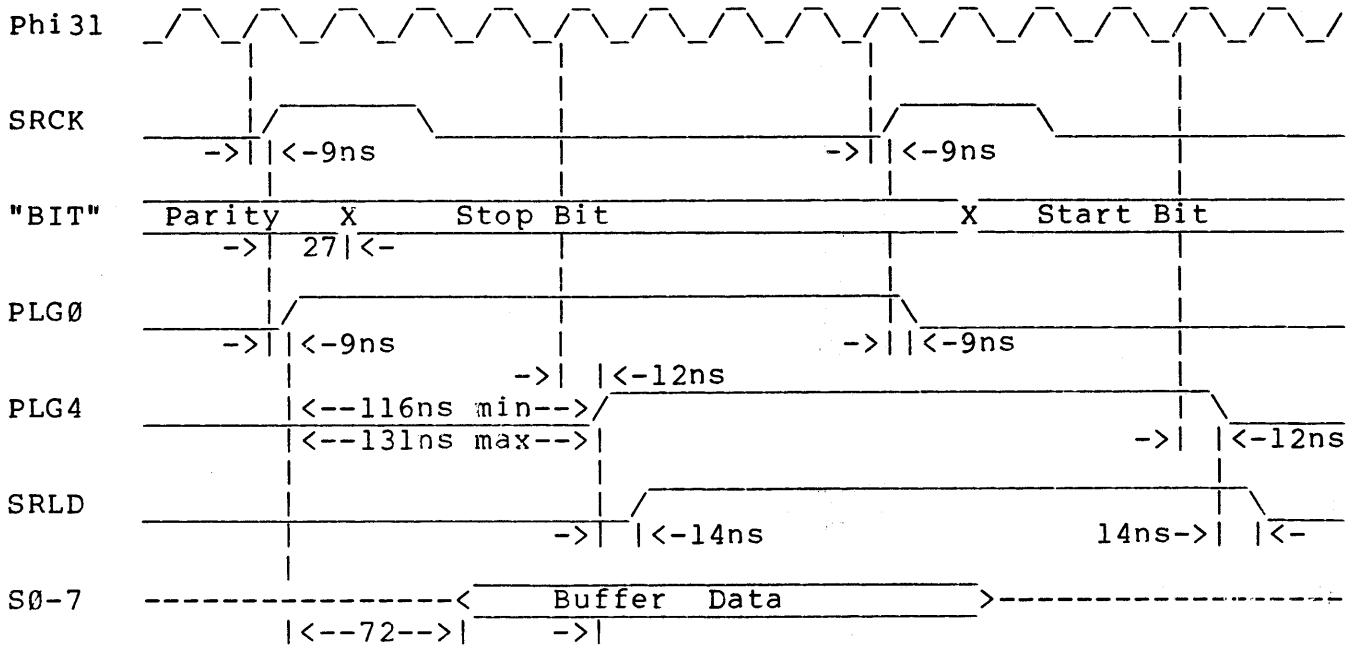 Phi31
SRCK
->| |<-9ns ->| |<-9ns
"BIT" Parity X Stop Bit X Start Bit
->| 27|<-
PLGØ
->| |<-9ns ->| |<-9ns
->| |<-12ns
PLG4 |<--116ns min-->
|<--131ns max--> ->| |<-12ns
SRLD
->| |<-14ns 14ns->| |<-
SØ-7 -----------------< Buffer Data >------------------
|<--72-->| ->|